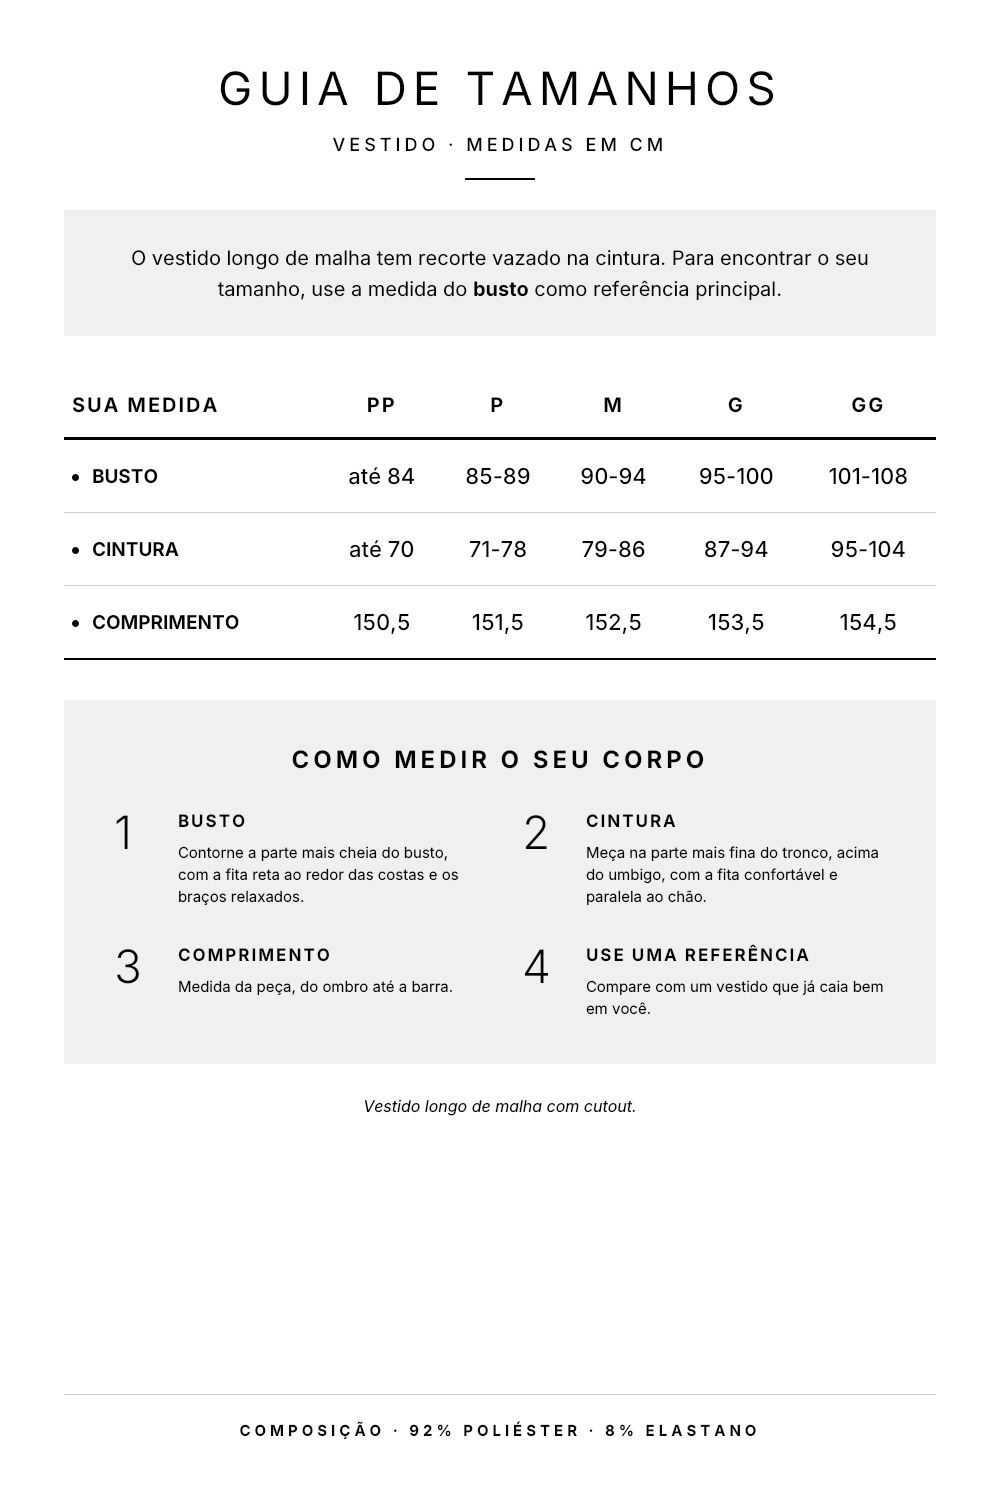 GUIA DE TAMANHOS
VESTIDO · MEDIDAS EM CM
O vestido longo de malha tem recorte vazado na cintura. Para encontrar o seu
tamanho, use a medida do busto como referência principal.
SUA MEDIDA PP P M G GG
• BUSTO até 84 85-89 90-94 95-100 101-108
• CINTURA até 70 71-78 79-86 87-94 95-104
• COMPRIMENTO 150,5 151,5 152,5 153,5 154,5
COMO MEDIR O SEU CORPO
1 BUSTO
Contorne a parte mais cheia do busto,
com a fita reta ao redor das costas e os
braços relaxados.
2 CINTURA
Meça na parte mais fina do tronco, acima
do umbigo, com a fita confortável e
paralela ao chão.
3 COMPRIMENTO
Medida da peça, do ombro até a barra.
4 USE UMA REFERÊNCIA
Compare com um vestido que já caia bem
em você.
Vestido longo de malha com cutout.
COMPOSIÇÃO · 92% POLIÉSTER · 8% ELASTANO